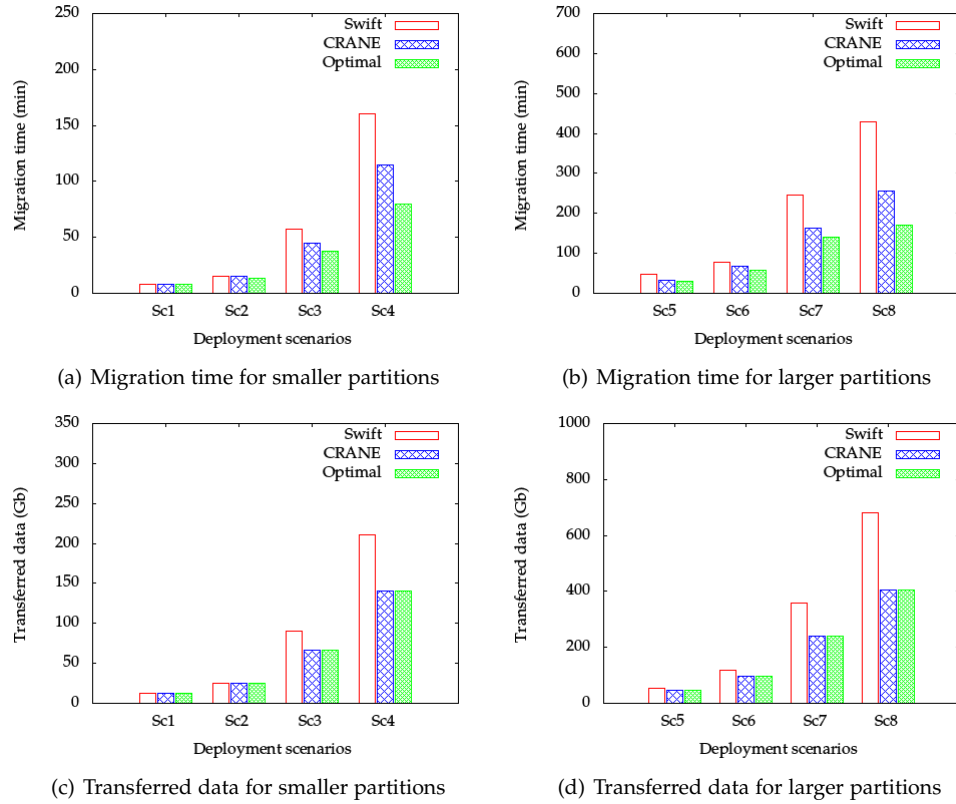 250
200
150
100
50
0
Migration time (min)
Swift
CRANE
Optimal
Sc1 Sc2 Sc3 Sc4
Deployment scenarios
(a) Migration time for smaller partitions
700
600
500
400
300
200
100
0
Migration time (min)
Swift
CRANE
Optimal
Sc5 Sc6 Sc7 Sc8
Deployment scenarios
(b) Migration time for larger partitions
350
300
250
200
150
100
50
0
Transferred data (Gb)
Swift
CRANE
Optimal
Sc1 Sc2 Sc3 Sc4
Deployment scenarios
(c) Transferred data for smaller partitions
1000
800
600
400
200
0
Transferred data (Gb)
Swift
CRANE
Optimal
Sc5 Sc6 Sc7 Sc8
Deployment scenarios
(d) Transferred data for larger partitions